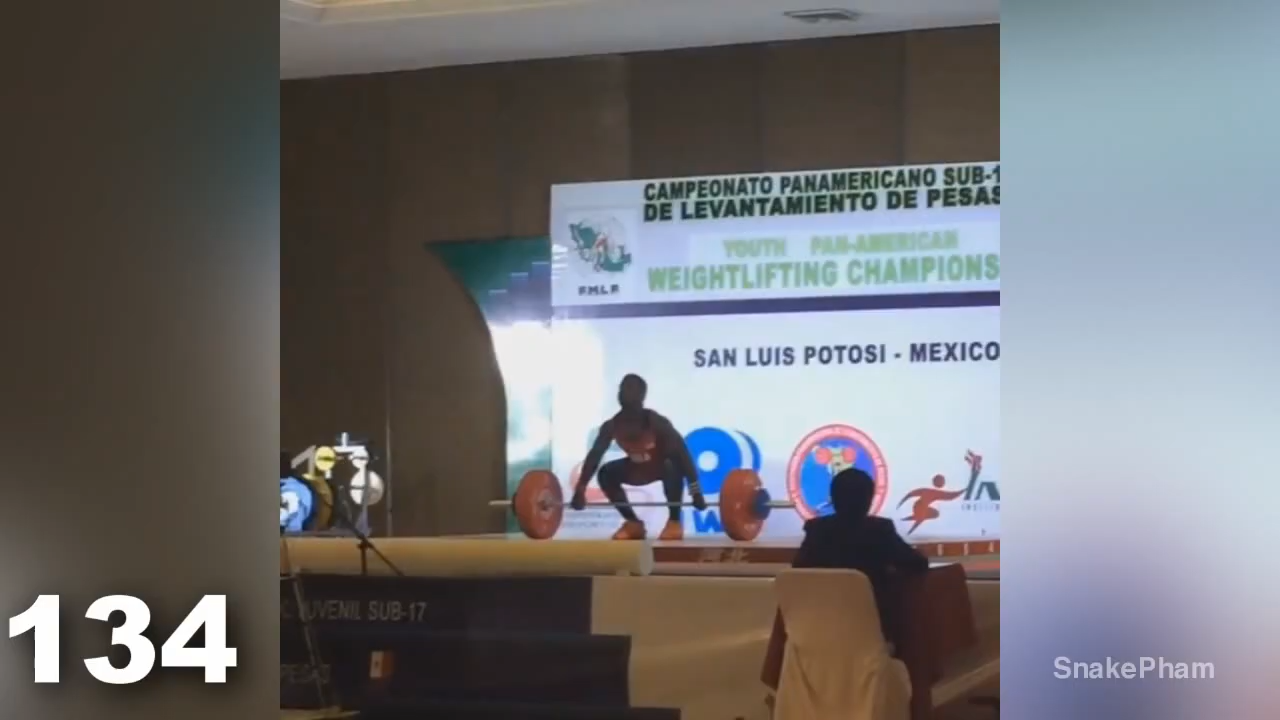 CAMPEONATO PANAMERICANO SUB-1
DE LEVANTAMIENTO DE PESAS
YOUTH PAN-AMERICAN
WEIGHTLIFTING CHAMPIONS
F.M.L.P.
SAN LUIS POTOSI - MEXICO
W
JUVENIL SUB-17
134
SnakePham